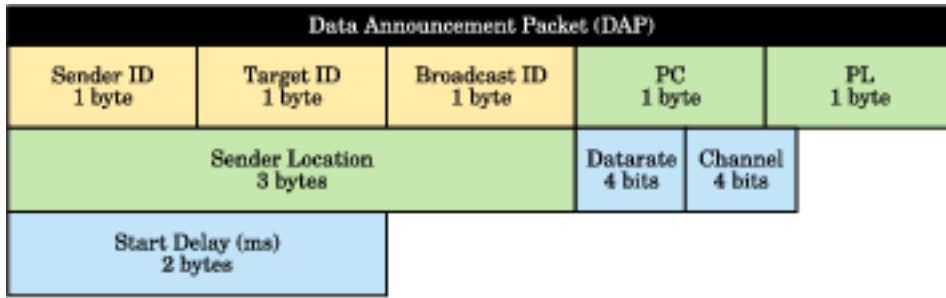 Data Announcement Packet (DAP)
Sender ID
1 byte
Target ID
1 byte
Broadcast ID
1 byte
PC
1 byte
PL
1 byte
Sender Location
3 bytes
Datarate
4 bits
Channel
4 bits
Start Delay (ms)
2 bytes